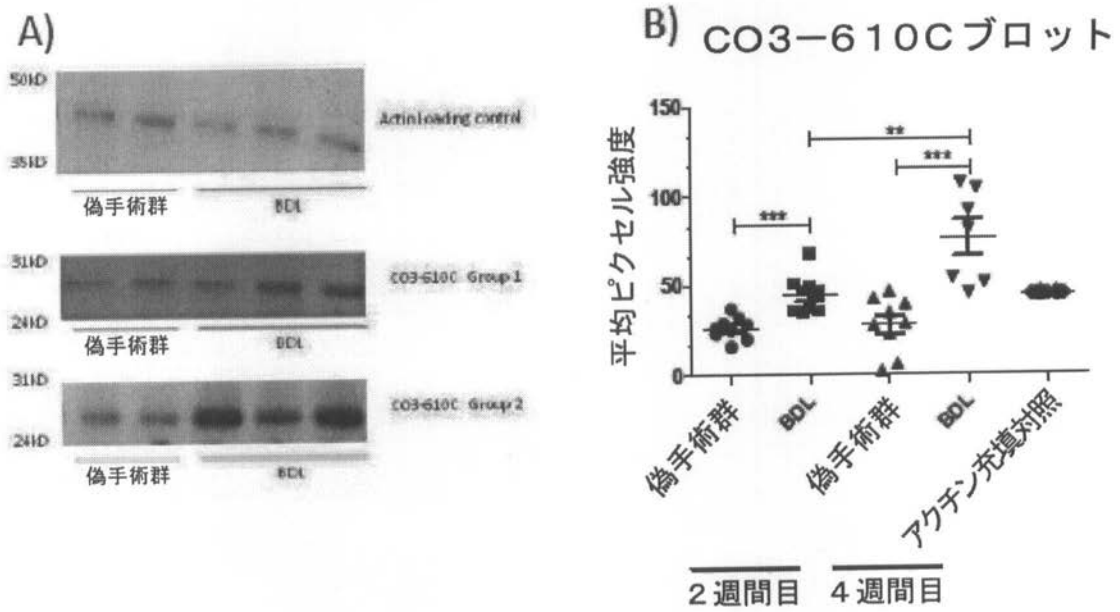 A)
50kD
Actin loading control
35kD
偽手術群 BDL
31kD
CO3-610C Group 1
24kD
偽手術群 BDL
31kD
CO3-610C Group 2
24kD
偽手術群 BDL
B) CO3-610Cブロット
平均ピクセル強度
150
100
50
0
**
***
***
偽手術群
BDL
偽手術群
BDL
アクチン充填対照
2週間目 4週間目